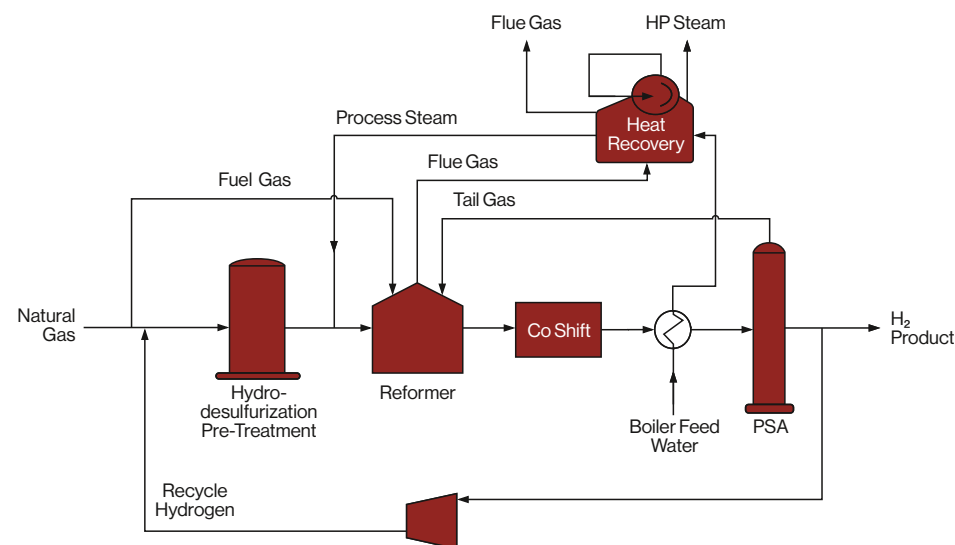 Flue Gas
HP Steam
Process Steam
Heat
Recovery
Flue Gas
Fuel Gas
Tail Gas
Natural
Gas
Co Shift
H₂
Product
Hydro-
desulfurization
Pre-Treatment
Reformer
Boiler Feed
Water
PSA
Recycle
Hydrogen